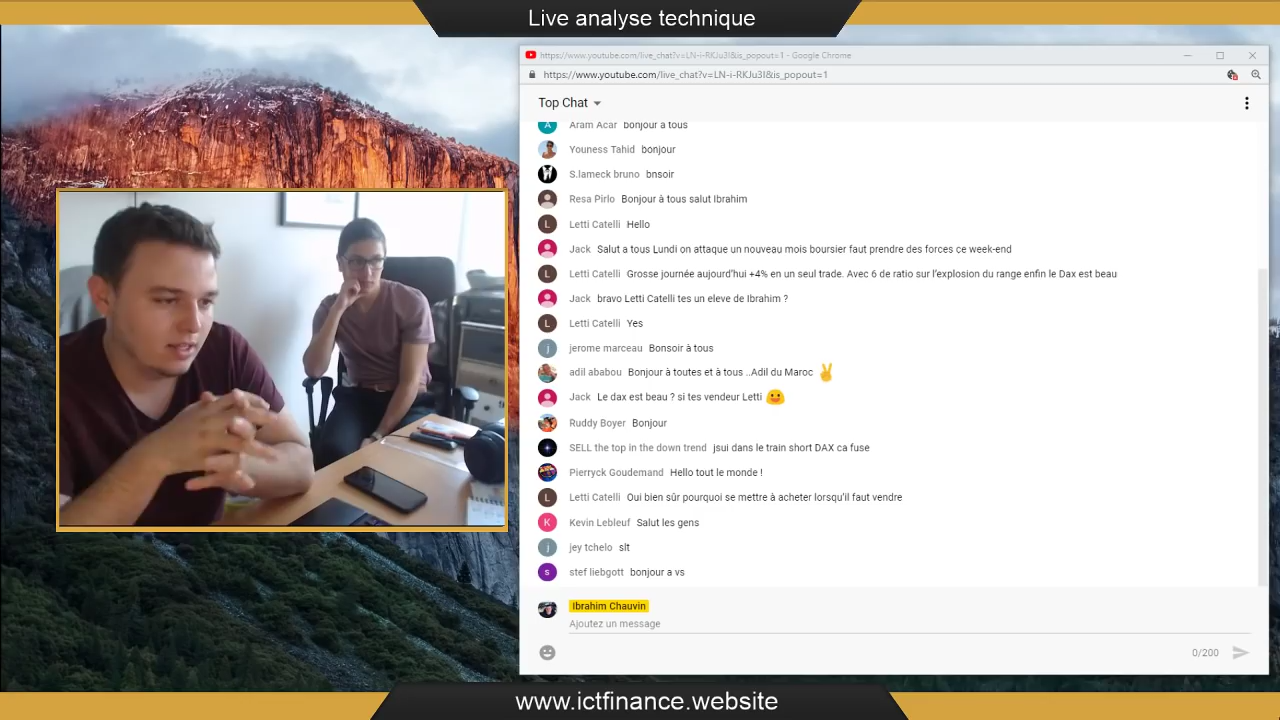 Live analyse technique
https://www.youtube.com/live_chat?v=LN-i-RKJu3I&is_popout=1 - Google Chrome
https://www.youtube.com/live_chat?v=LN-i-RKJu3I&is_popout=1
Top Chat
A Aram Acar bonjour a tous
Youness Tahid bonjour
S.lameck bruno bnsoir
Resa Pirlo Bonjour à tous salut Ibrahim
L Letti Catelli Hello
Jack Salut a tous Lundi on attaque un nouveau mois boursier faut prendre des forces ce week-end
L Letti Catelli Grosse journée aujourd'hui +4% en un seul trade. Avec 6 de ratio sur l'explosion du range enfin le Dax est beau
Jack bravo Letti Catelli tes un eleve de Ibrahim ?
L Letti Catelli Yes
j jerome marceau Bonsoir à tous
adil ababou Bonjour à toutes et à tous ..Adil du Maroc ✌
Jack Le dax est beau ? si tes vendeur Letti 😃
Ruddy Boyer Bonjour
SELL the top in the down trend jsui dans le train short DAX ca fuse
Pierryck Goudemand Hello tout le monde !
L Letti Catelli Oui bien sûr pourquoi se mettre à acheter lorsqu'il faut vendre
K Kevin Lebleuf Salut les gens
j jey tchelo slt
s stef liebgott bonjour a vs
Ibrahim Chauvin
Ajoutez un message
0/200
www.ictfinance.website